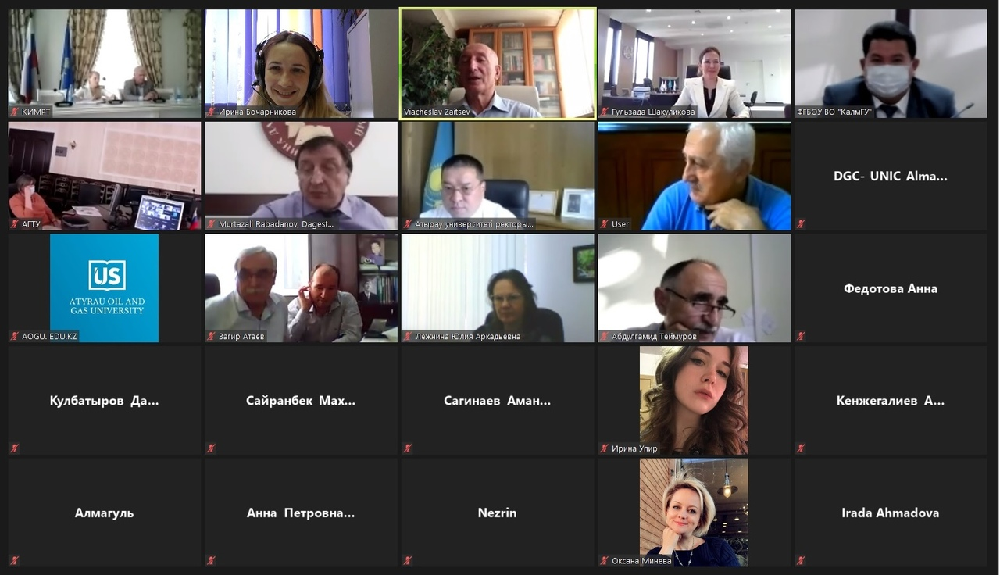 КИМРТ
Ирина Бочарникова
Viacheslav Zaitsev
Гульзада Шакуликова
ФГБОУ ВО "КалмГУ"
АГТУ
Murtazali Rabadanov, Dagest...
Атырау университеті ректоры...
User
DGC- UNIC Alma...
US
ATYRAU OIL AND
GAS UNIVERSITY
AOGU. EDU.KZ
Загир Атаев
Лежнина Юлия Аркадьевна
Абдулгамид Теймуров
Федотова Анна
Кулбатыров Да...
Сайранбек Мах...
Сагинаев Аман...
Ирина Упир
Кенжегалиев А...
Алмагуль
Анна Петровна...
Nezrin
Оксана Минева
Irada Ahmadova